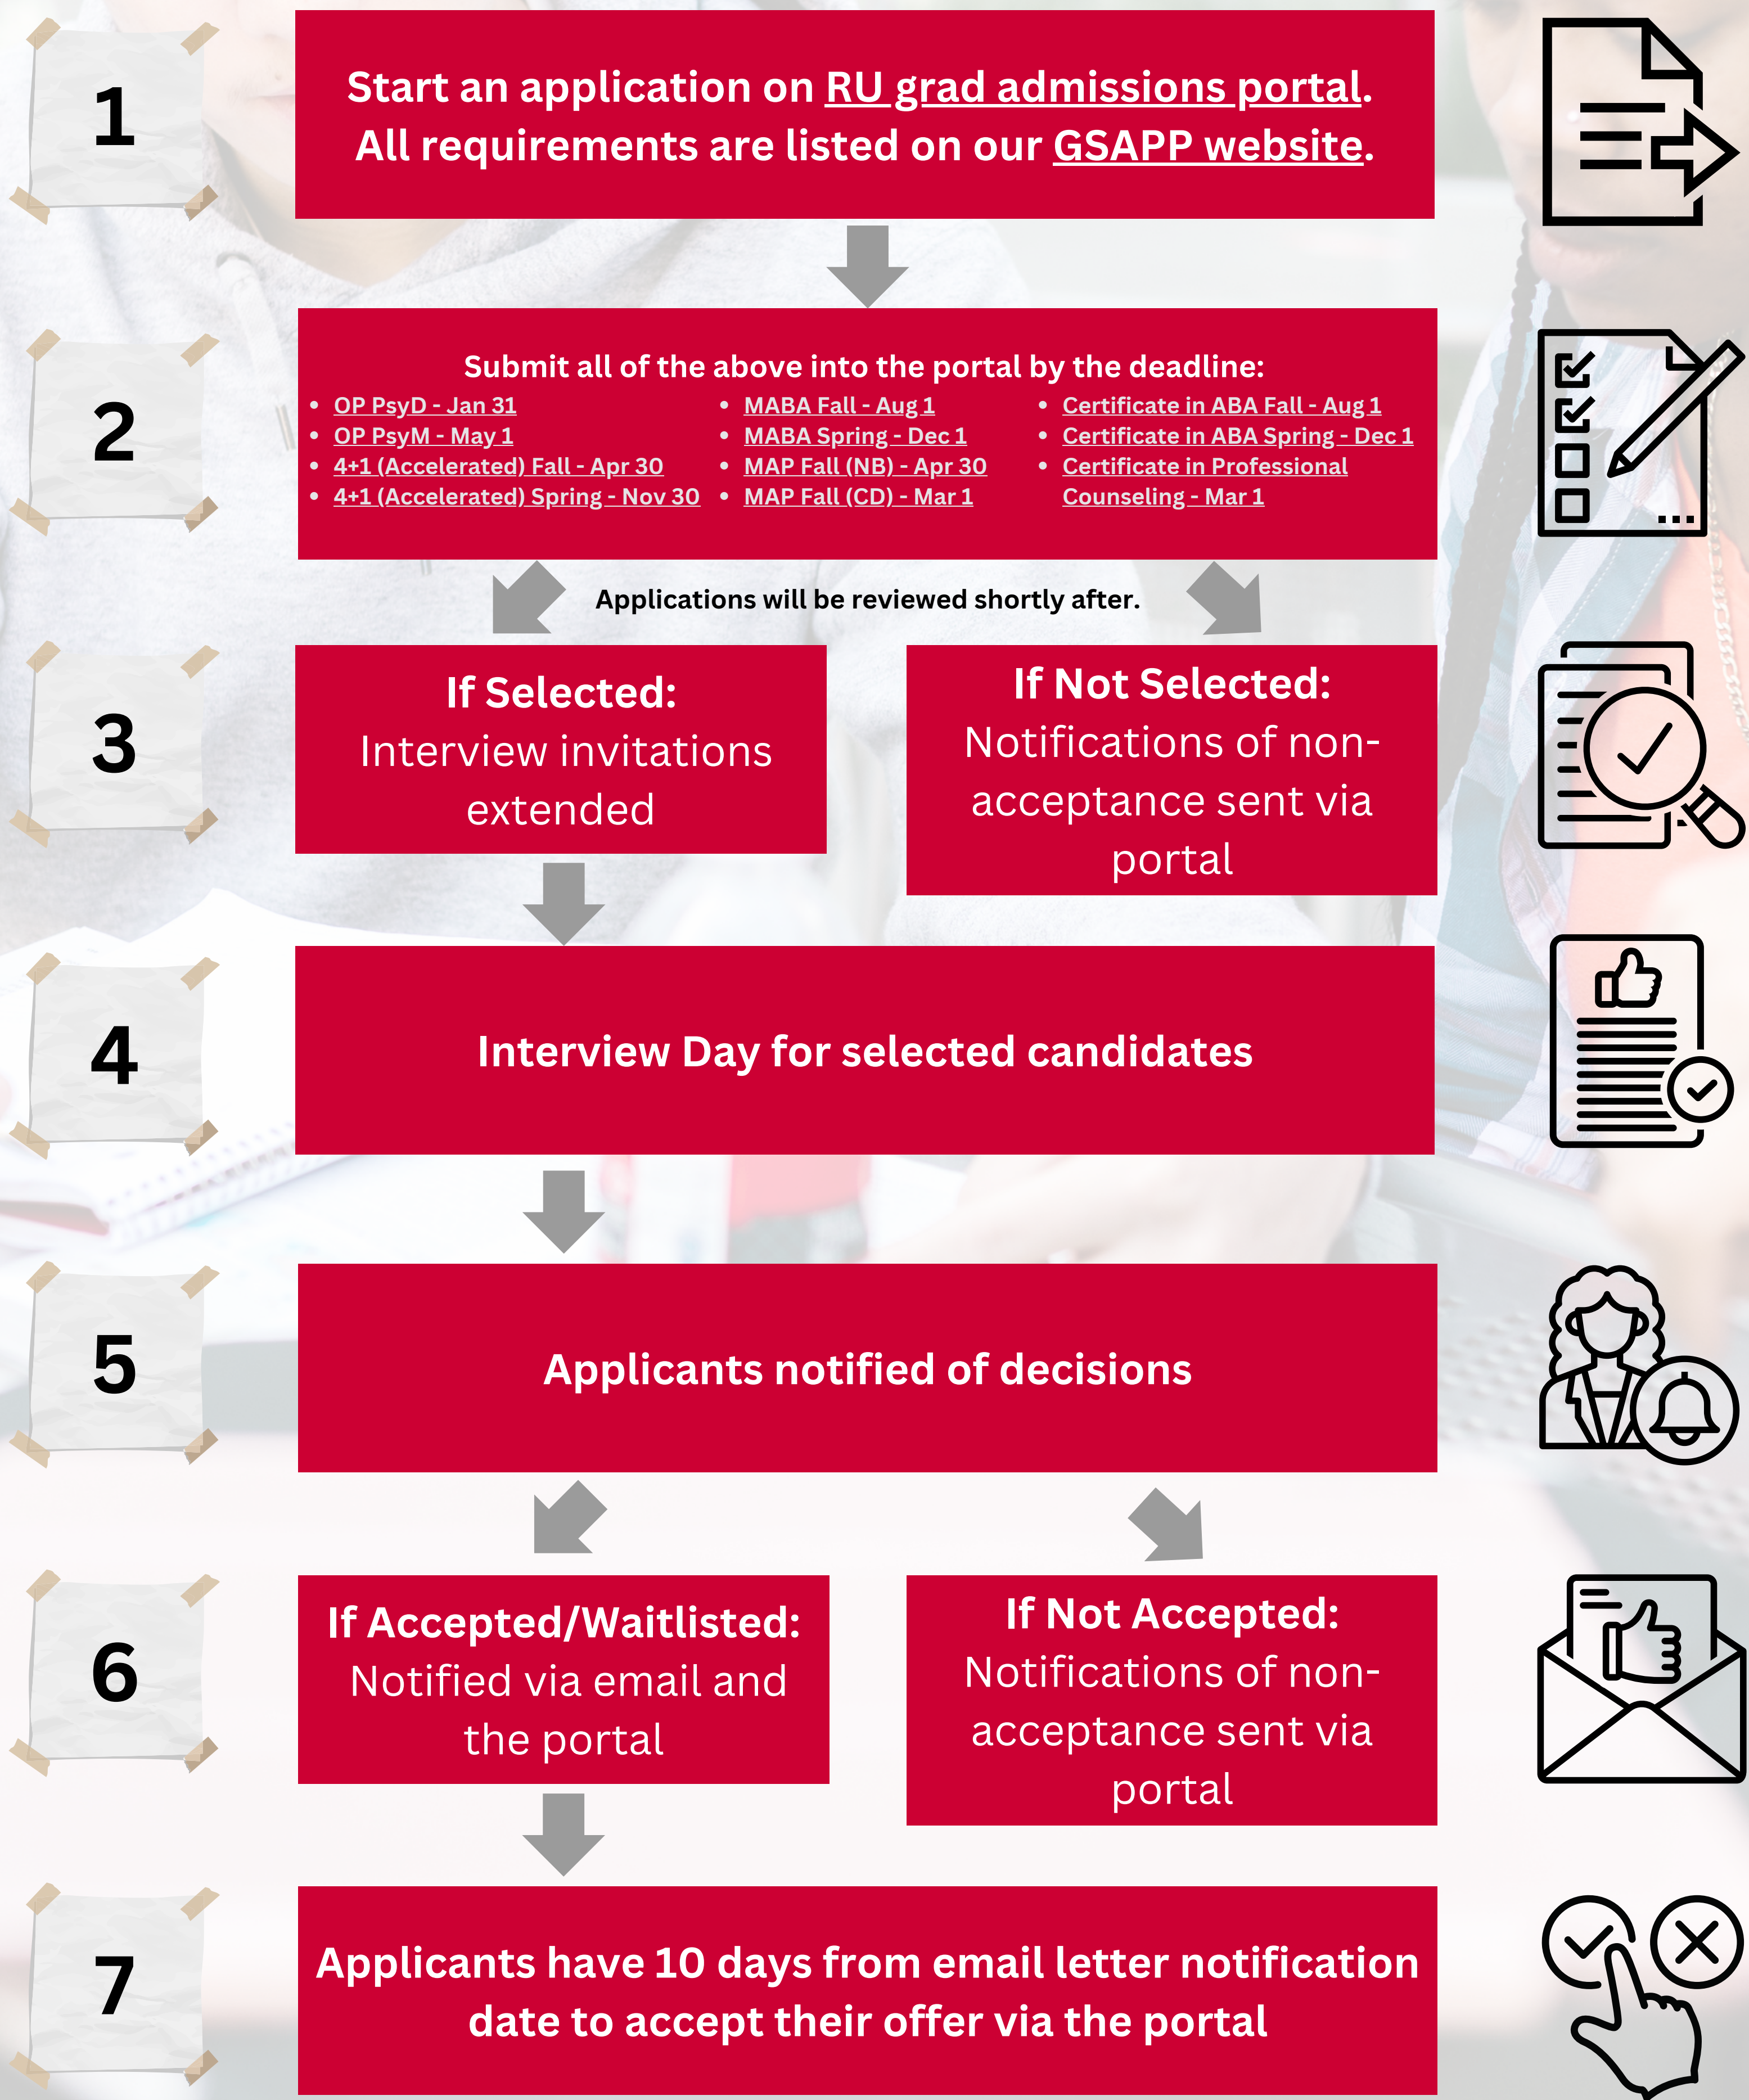 1
Start an application on RU grad admissions portal.
All requirements are listed on our GSAPP website.
2
Submit all of the above into the portal by the deadline:
• OP PsyD - Jan 31
• OP PsyM - May 1
• 4+1 (Accelerated) Fall - Apr 30
• 4+1 (Accelerated) Spring - Nov 30
• MABA Fall - Aug 1
• MABA Spring - Dec 1
• MAP Fall (NB) - Apr 30
• MAP Fall (CD) - Mar 1
• Certificate in ABA Fall - Aug 1
• Certificate in ABA Spring - Dec 1
• Certificate in Professional
Counseling - Mar 1
Applications will be reviewed shortly after.
3
If Selected:
Interview invitations
extended
If Not Selected:
Notifications of non-
acceptance sent via
portal
4
Interview Day for selected candidates
5
Applicants notified of decisions
6
If Accepted/Waitlisted:
Notified via email and
the portal
If Not Accepted:
Notifications of non-
acceptance sent via
portal
7
Applicants have 10 days from email letter notification
date to accept their offer via the portal